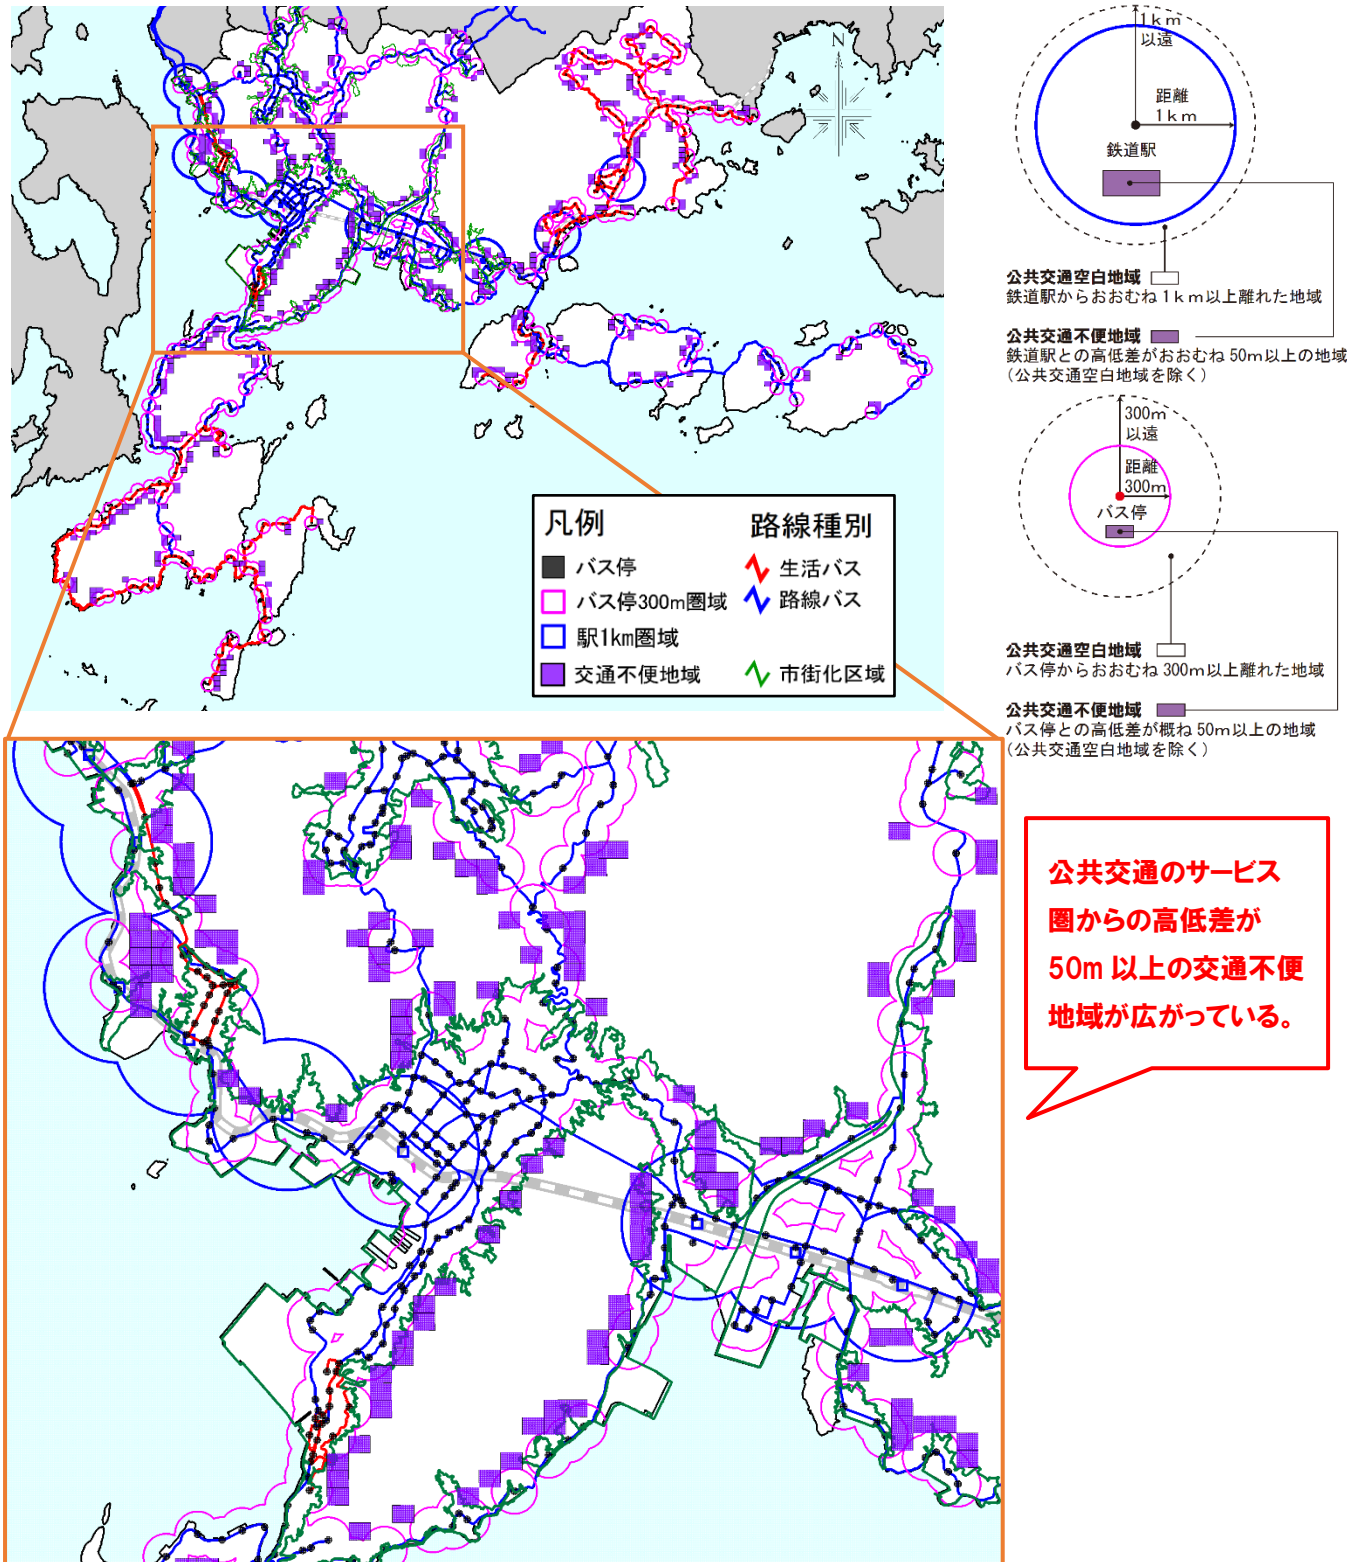 N
凡例
バス停
バス停300m圏域
駅1km圏域
交通不便地域
路線種別
生活バス
路線バス
市街化区域
1km
以遠
距離
1km
鉄道駅
公共交通空白地域
鉄道駅からおおむね1km以上離れた地域
公共交通不便地域
鉄道駅との高低差がおおむね50m以上の地域
(公共交通空白地域を除く)
300m
以遠
距離
300m
バス停
公共交通空白地域
バス停からおおむね300m以上離れた地域
公共交通不便地域
バス停との高低差が概ね50m以上の地域
(公共交通空白地域を除く)
公共交通のサービス
圏からの高低差が
50m以上の交通不便
地域が広がっている。